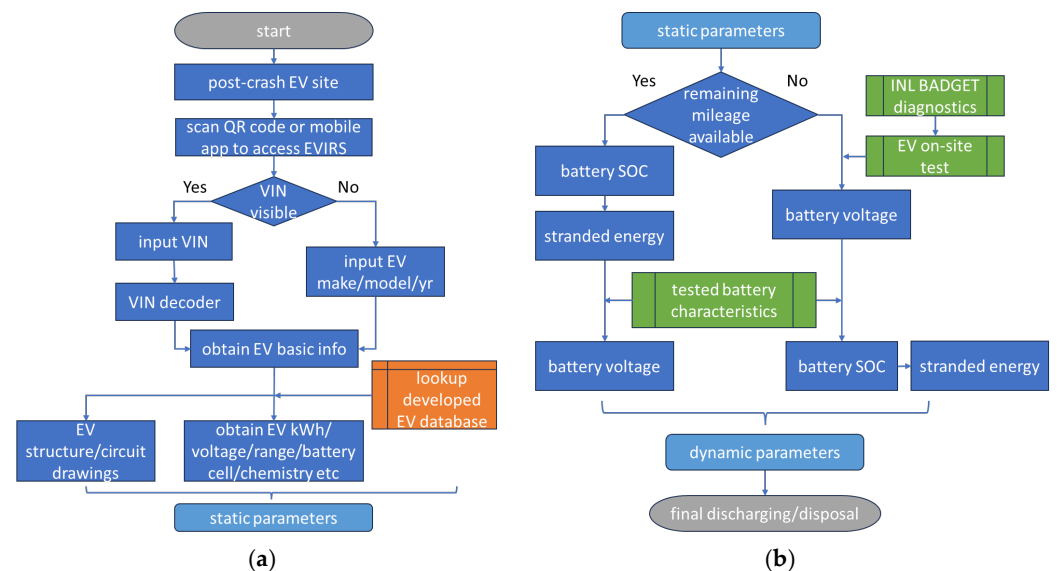 start
post-crash EV site
scan QR code or mobile
app to access EVIRS
Yes
VIN
visible
No
input VIN
input EV
make/model/yr
VIN decoder
obtain EV basic info
lookup
developed
EV database
EV
structure/circuit
drawings
obtain EV kWh/
voltage/range/battery
cell/chemistry etc
static parameters
(a)
static parameters
Yes
remaining
mileage
available
No
INL BADGET
diagnostics
EV on-site
test
battery SOC
battery voltage
stranded energy
tested battery
characteristics
battery voltage
battery SOC
stranded energy
dynamic parameters
final discharging/disposal
(b)